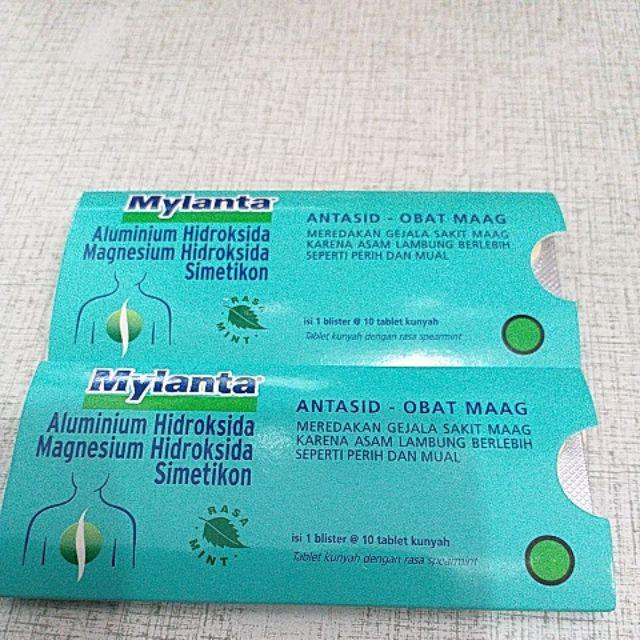 Mylanta
Aluminium Hidroksida
Magnesium Hidroksida
Simetikon
RASA
MINT
ANTASID - OBAT MAAG
MEREDAKAN GEJALA SAKIT MAAG
KARENA ASAM LAMBUNG BERLEBIH
SEPERTI PERIH DAN MUAL
isi 1 blister @ 10 tablet kunyah
Tablet kunyah dengan rasa spearmint
Mylanta
Aluminium Hidroksida
Magnesium Hidroksida
Simetikon
RASA
MINT
ANTASID - OBAT MAAG
MEREDAKAN GEJALA SAKIT MAAG
KARENA ASAM LAMBUNG BERLEBIH
SEPERTI PERIH DAN MUAL
isi 1 blister @ 10 tablet kunyah
Tablet kunyah dengan rasa spearmint